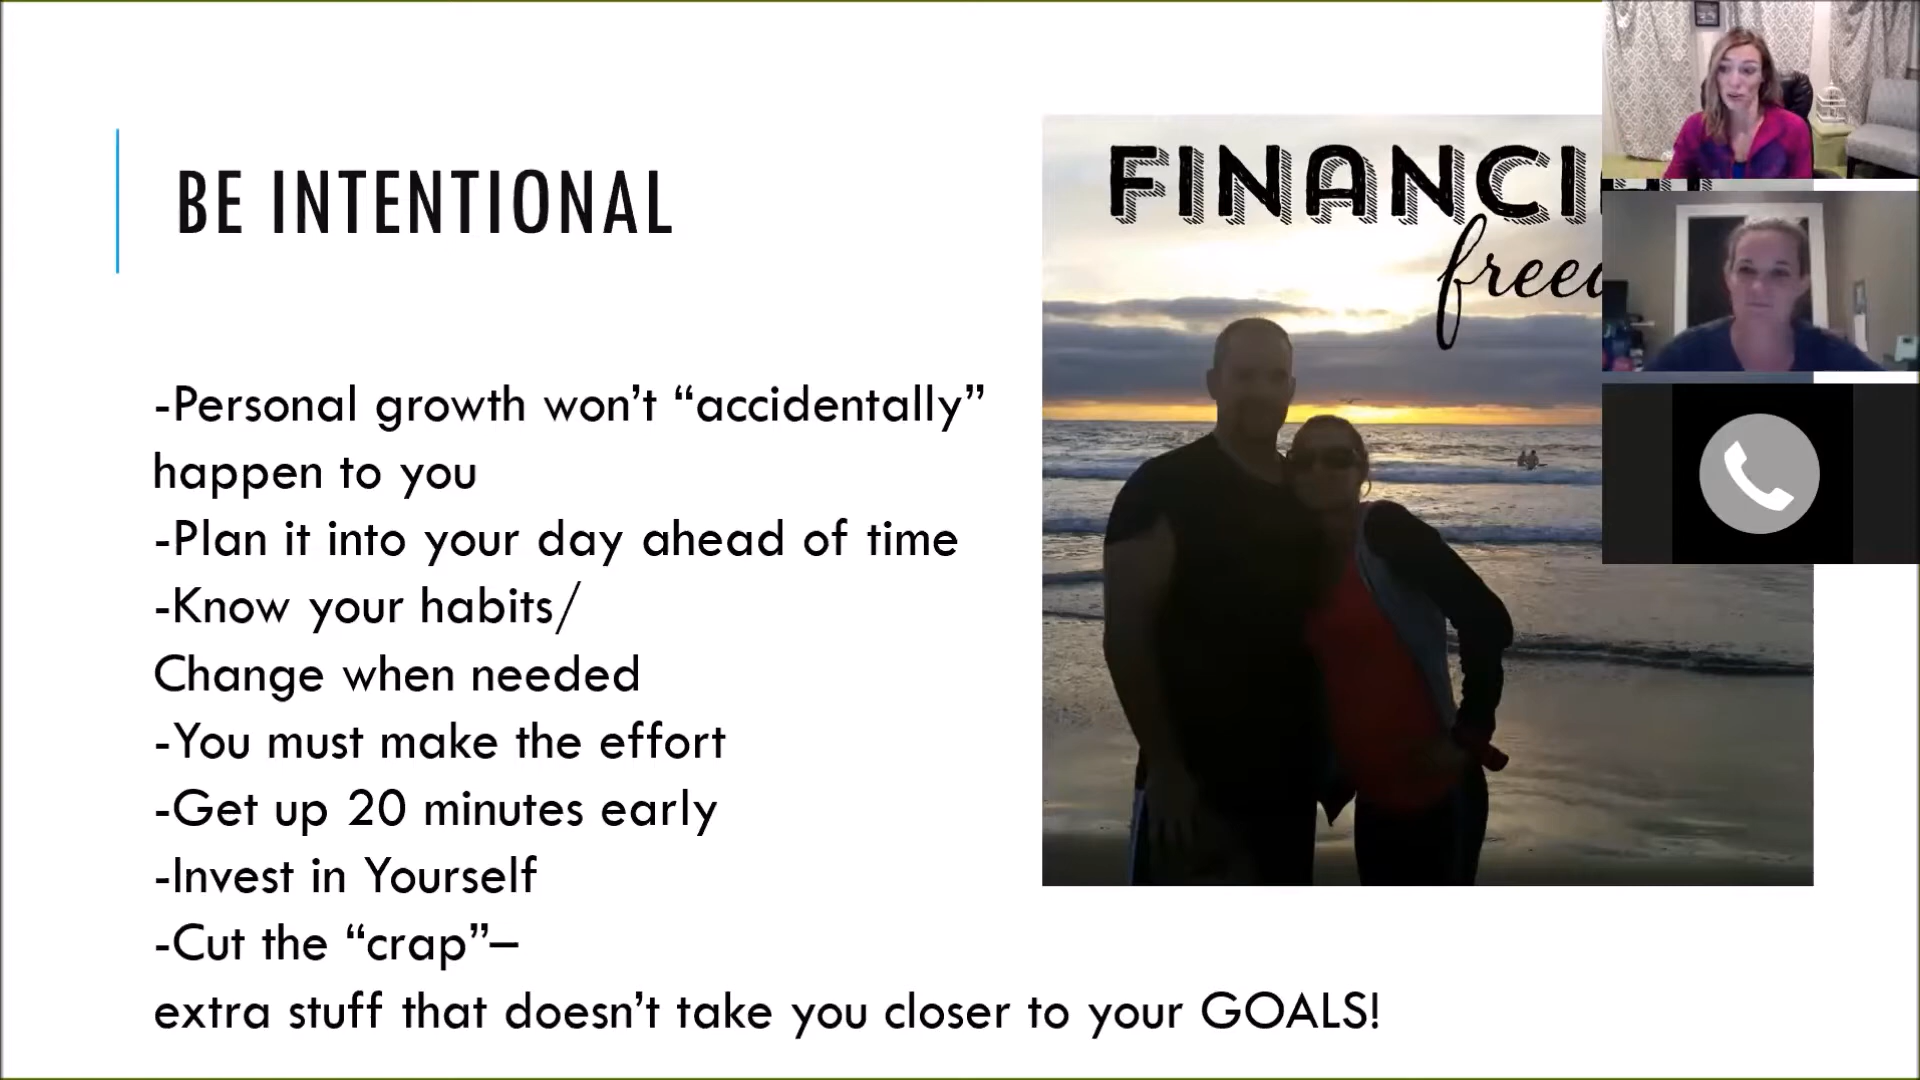 BE INTENTIONAL
-Personal growth won’t “accidentally”
happen to you
-Plan it into your day ahead of time
-Know your habits/
Change when needed
-You must make the effort
-Get up 20 minutes early
-Invest in Yourself
-Cut the “crap”–
extra stuff that doesn’t take you closer to your GOALS!